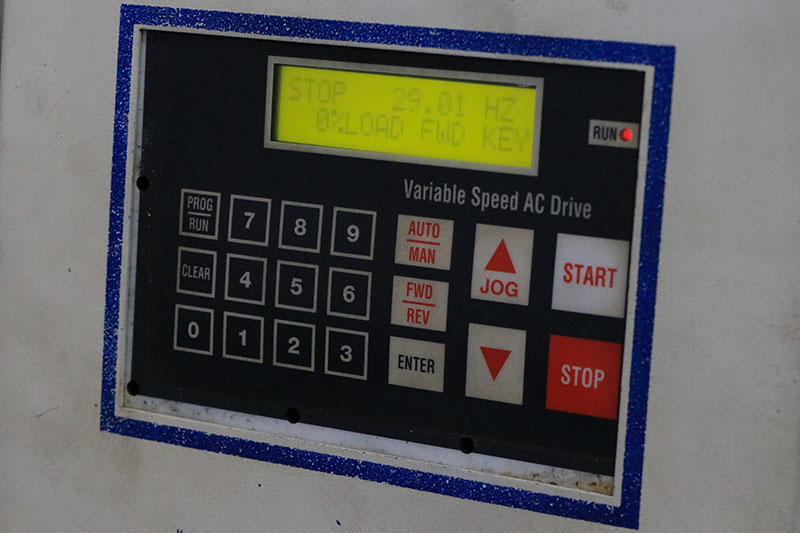 STOP 29.01 HZ
0%LOAD FWD KEY
RUN
Variable Speed AC Drive
PROG
RUN
7
8
9
AUTO
MAN
JOG
START
CLEAR
4
5
6
FWD
REV
0
1
2
3
ENTER
STOP